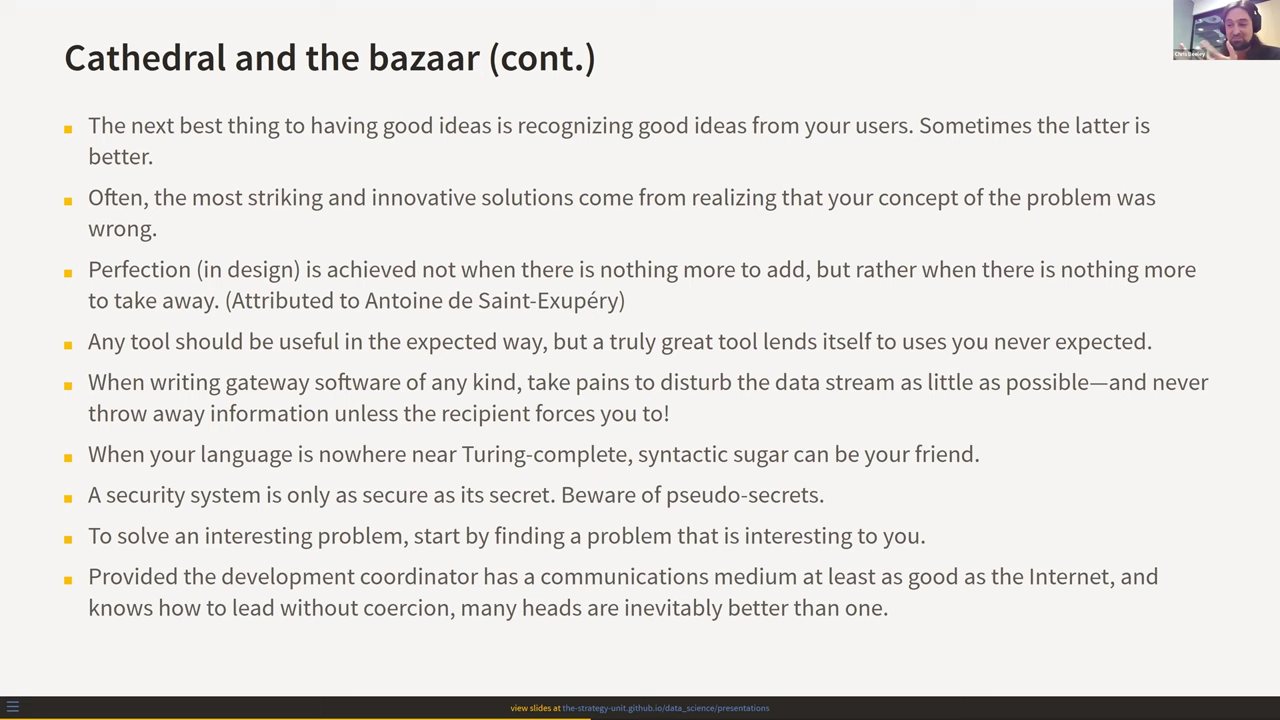 Cathedral and the bazaar (cont.)
The next best thing to having good ideas is recognizing good ideas from your users. Sometimes the latter is
better.
Often, the most striking and innovative solutions come from realizing that your concept of the problem was
wrong.
Perfection (in design) is achieved not when there is nothing more to add, but rather when there is nothing more
to take away. (Attributed to Antoine de Saint-Exupéry)
Any tool should be useful in the expected way, but a truly great tool lends itself to uses you never expected.
When writing gateway software of any kind, take pains to disturb the data stream as little as possible—and never
throw away information unless the recipient forces you to!
When your language is nowhere near Turing-complete, syntactic sugar can be your friend.
A security system is only as secure as its secret. Beware of pseudo-secrets.
To solve an interesting problem, start by finding a problem that is interesting to you.
Provided the development coordinator has a communications medium at least as good as the Internet, and
knows how to lead without coercion, many heads are inevitably better than one.
view slides at the-strategy-unit.github.io/data_science/presentations